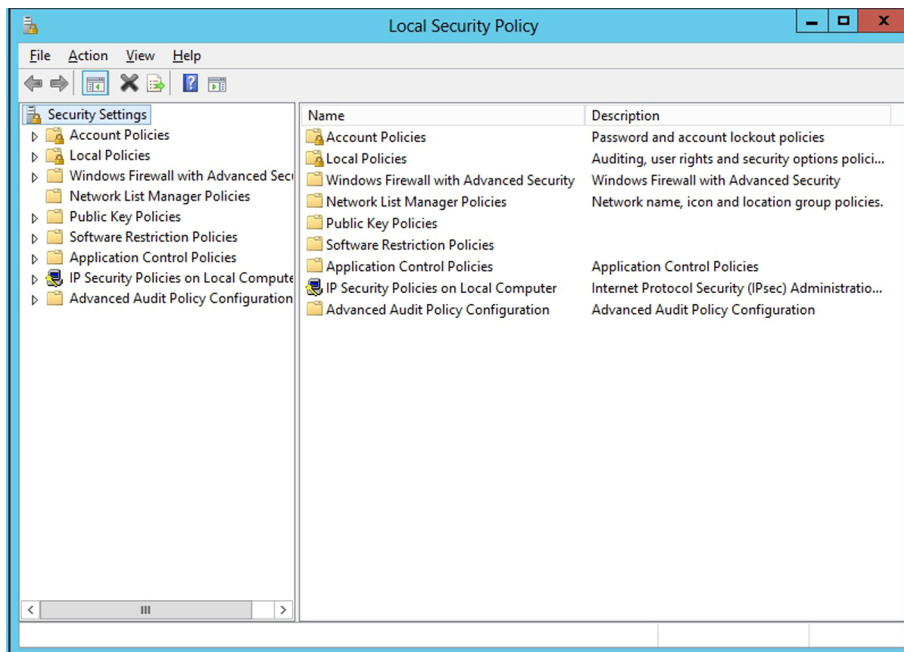 Local Security Policy
File Action View Help
Security Settings
Account Policies
Local Policies
Windows Firewall with Advanced Secu
Network List Manager Policies
Public Key Policies
Software Restriction Policies
Application Control Policies
IP Security Policies on Local Compute
Advanced Audit Policy Configuration
Name Description
Account Policies Password and account lockout policies
Local Policies Auditing, user rights and security options polici...
Windows Firewall with Advanced Security Windows Firewall with Advanced Security
Network List Manager Policies Network name, icon and location group policies.
Public Key Policies
Software Restriction Policies
Application Control Policies Application Control Policies
IP Security Policies on Local Computer Internet Protocol Security (IPsec) Administratio...
Advanced Audit Policy Configuration Advanced Audit Policy Configuration